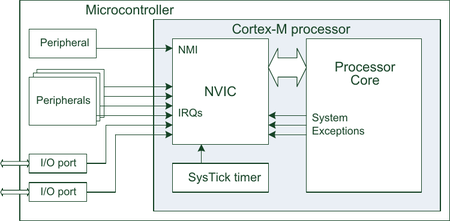 Microcontroller
Cortex-M processor
Peripheral
NMI
NVIC
Processor
Core
Peripherals
IRQs
System
Exceptions
I/O port
SysTick timer
I/O port